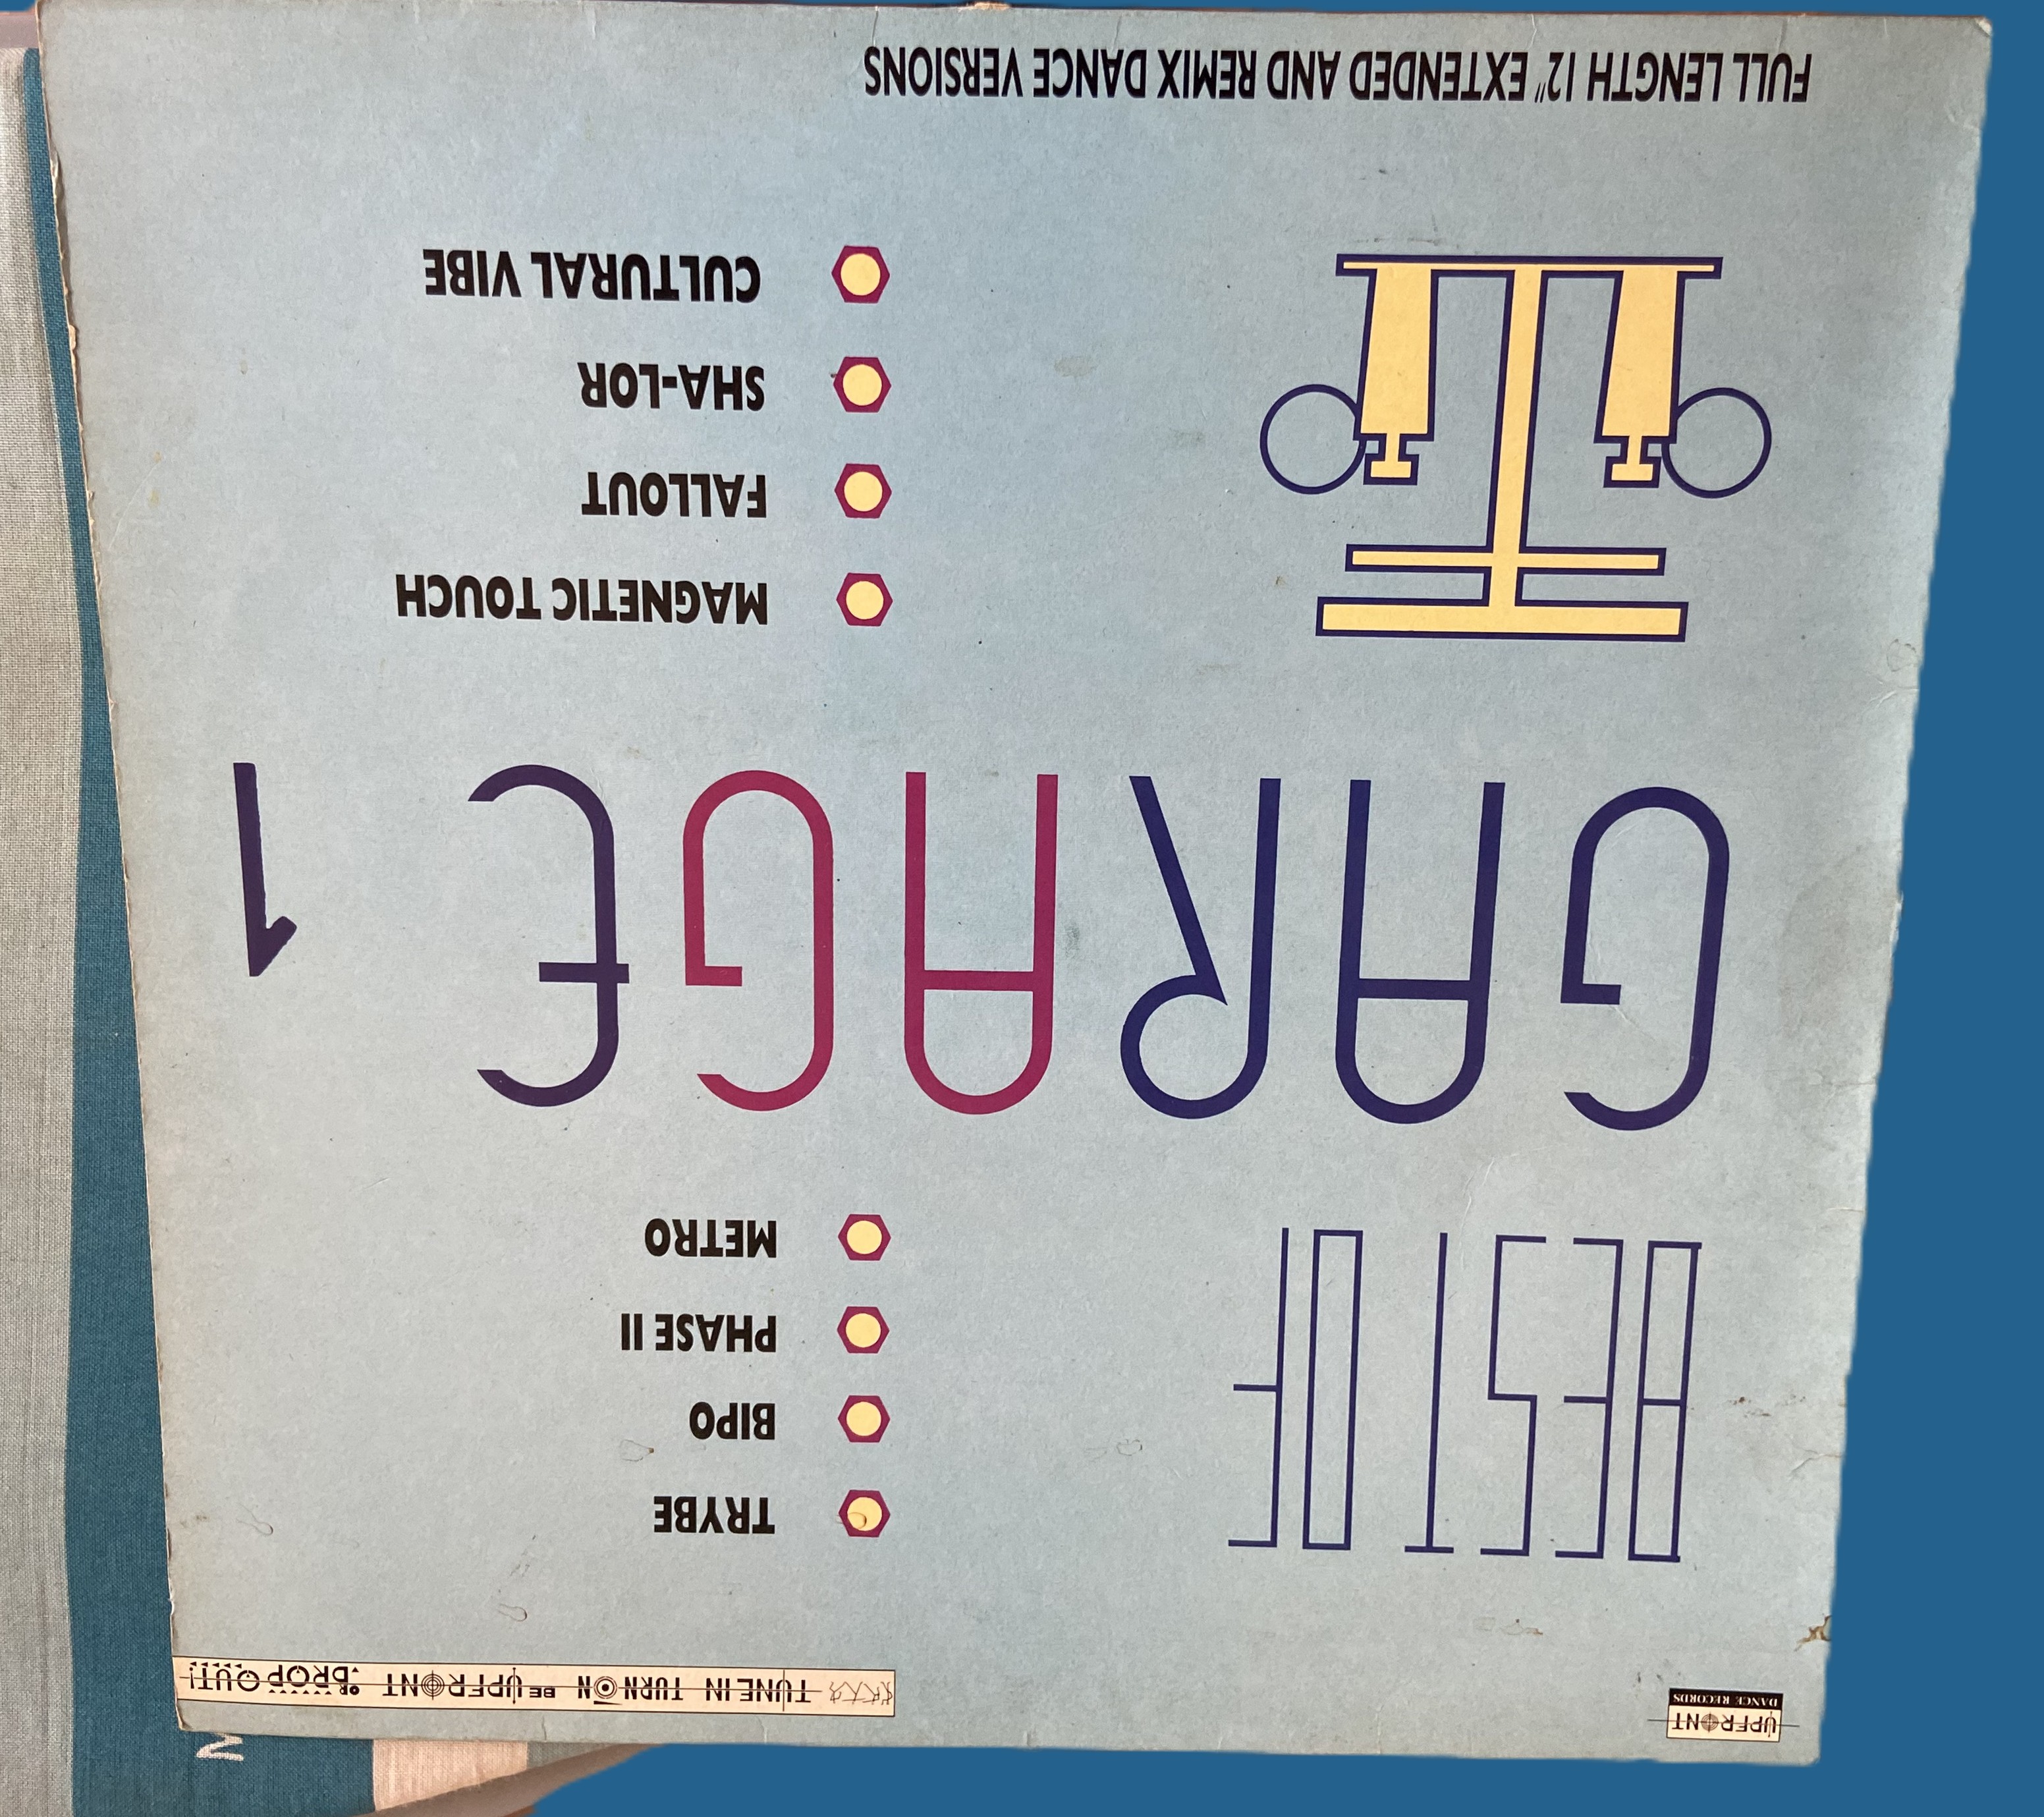 UPFRONT
DANCE RECORDS
TUNE IN TURN ON BE UPFRONT OR DROP OUT!
BEST OF
TRYBE
BIPO
PHASE II
METRO
GARAGE 1
MAGNETIC TOUCH
FALLOUT
SHA-LOR
CULTURAL VIBE
FULL LENGTH 12" EXTENDED AND REMIX DANCE VERSIONS